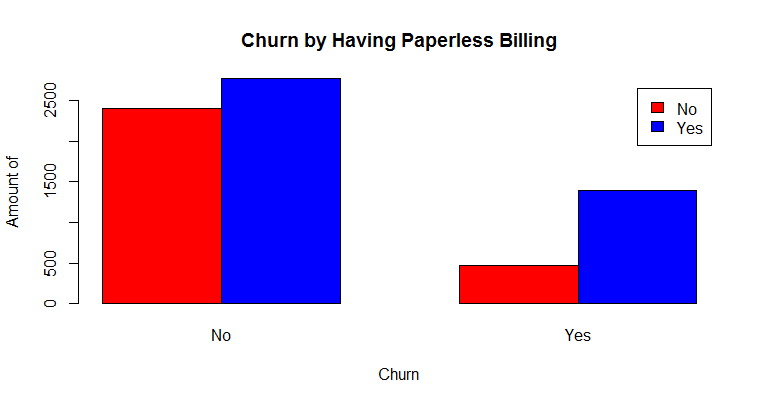 Churn by Having Paperless Billing
Amount of
2500
1500
500
0
No
Yes
No
Yes
Churn